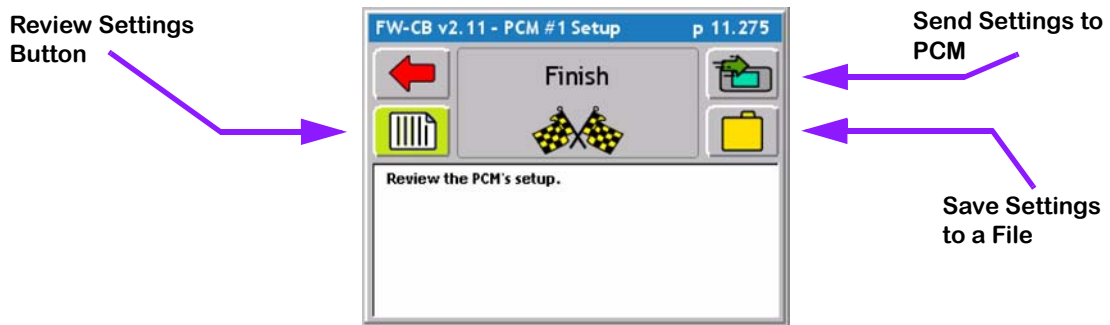 Review Settings
Button
FW-CB v2.11 - PCM #1 Setup p 11.275
Finish
Review the PCM's setup.
Send Settings to
PCM
Save Settings
to a File